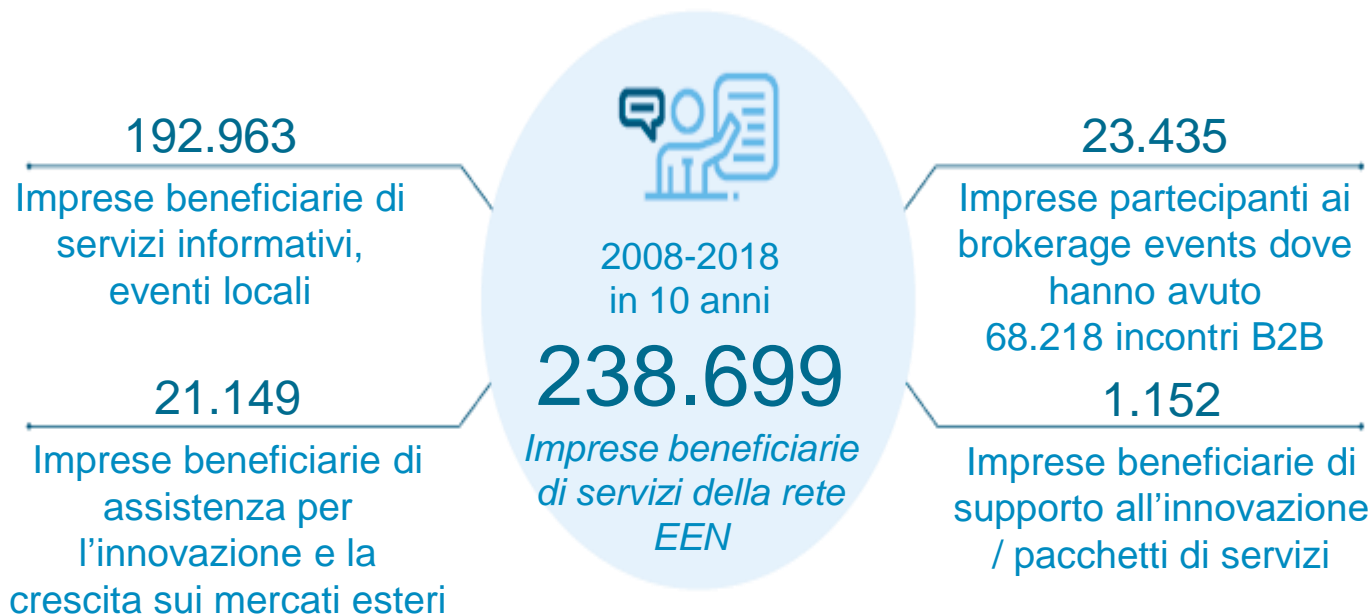 192.963
Imprese beneficiarie di
servizi informativi,
eventi locali
21.149
Imprese beneficiarie di
assistenza per
l’innovazione e la
crescita sui mercati esteri
2008-2018
in 10 anni
238.699
Imprese beneficiarie
di servizi della rete
EEN
23.435
Imprese partecipanti ai
brokerage events dove
hanno avuto
68.218 incontri B2B
1.152
Imprese beneficiarie di
supporto all’innovazione
/ pacchetti di servizi